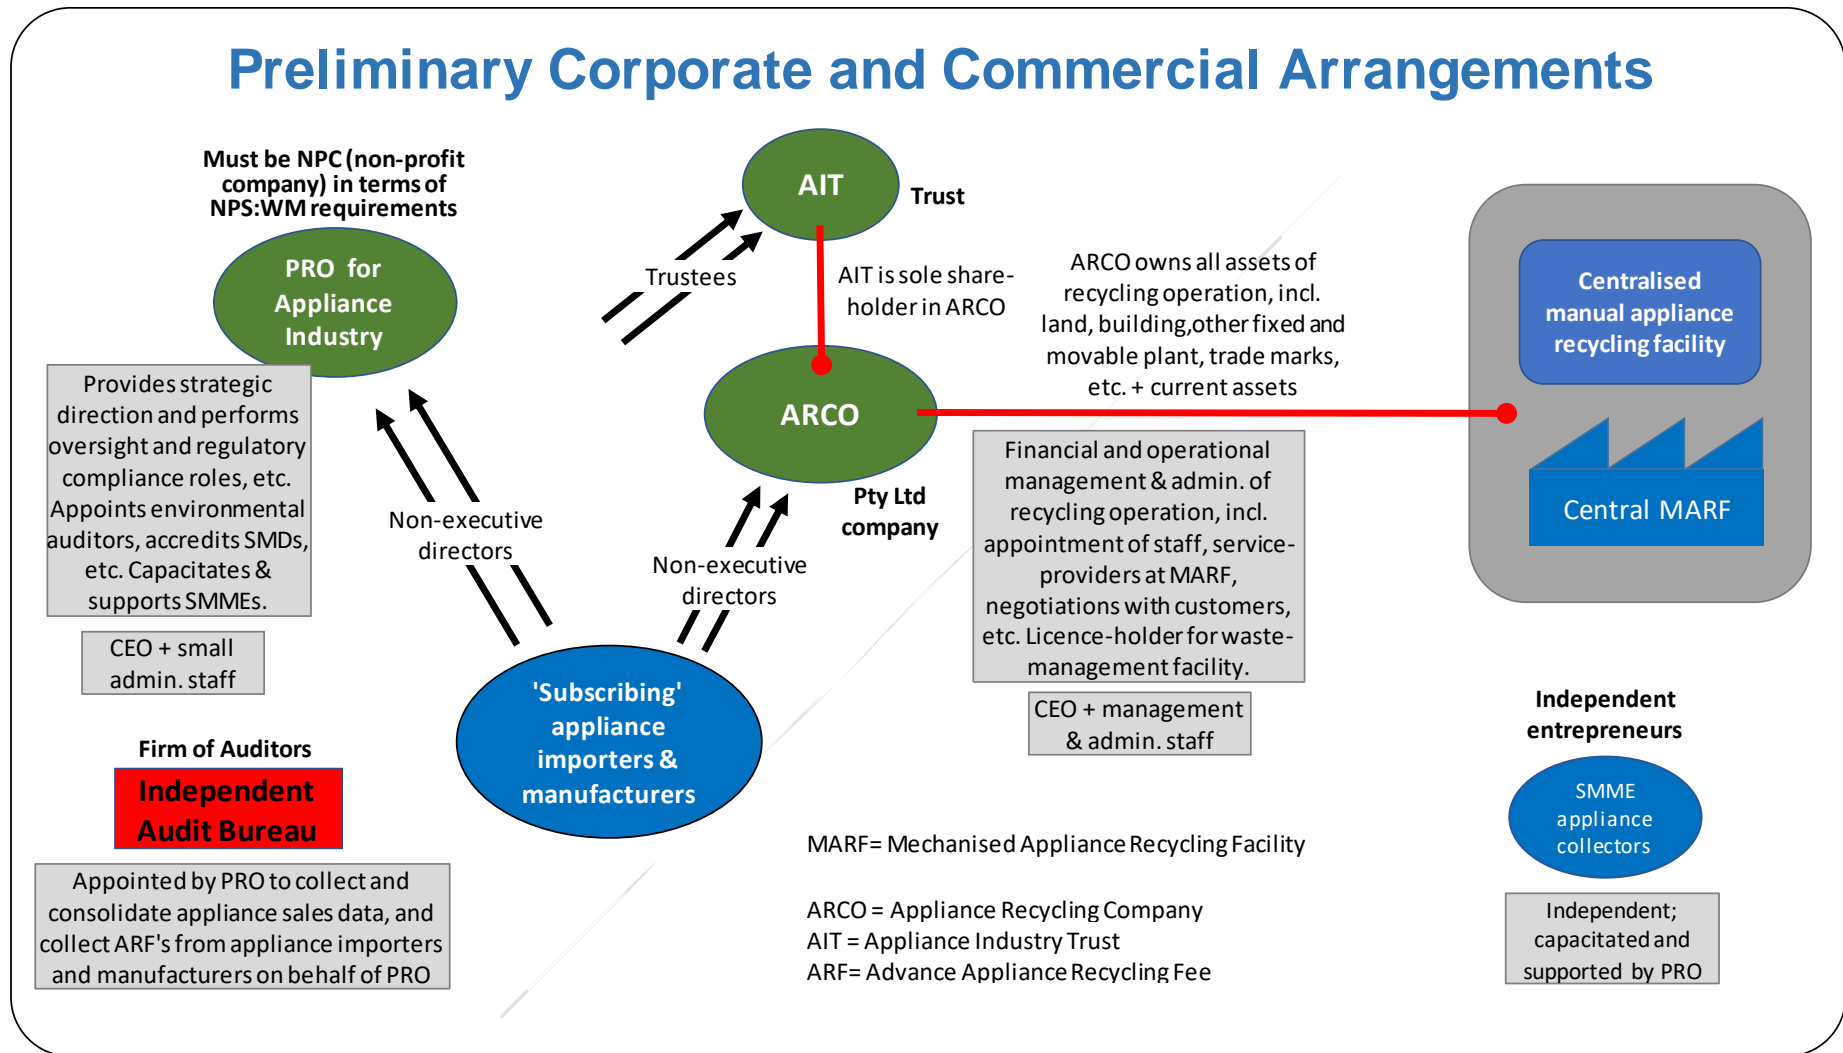 Preliminary Corporate and Commercial Arrangements
Must be NPC (non-profit
company) in terms of
NPS:WM requirements
PRO for
Appliance
Industry
Provides strategic
direction and performs
oversight and regulatory
compliance roles, etc.
Appoints environmental
auditors, accredits SMDs,
etc. Capacitates &
supports SMMEs.
CEO + small
admin. staff
Firm of Auditors
Independent
Audit Bureau
Appointed by PRO to collect and
consolidate appliance sales data, and
collect ARF's from appliance importers
and manufacturers on behalf of PRO
Non-executive
directors
Trustees
AIT
Trust
AIT is sole share-
holder in ARCO
ARCO
Pty Ltd
company
Non-executive
directors
'Subscribing'
appliance
importers &
manufacturers
ARCO owns all assets of
recycling operation, incl.
land, building,other fixed and
movable plant, trade marks,
etc. + current assets
Financial and operational
management & admin. of
recycling operation, incl.
appointment of staff, service-
providers at MARF,
negotiations with customers,
etc. Licence-holder for waste-
management facility.
CEO + management
& admin. staff
MARF= Mechanised Appliance Recycling Facility
ARCO = Appliance Recycling Company
AIT = Appliance Industry Trust
ARF= Advance Appliance Recycling Fee
Centralised
manual appliance
recycling facility
Central MARF
Independent
entrepreneurs
SMME
appliance
collectors
Independent;
capacitated and
supported by PRO